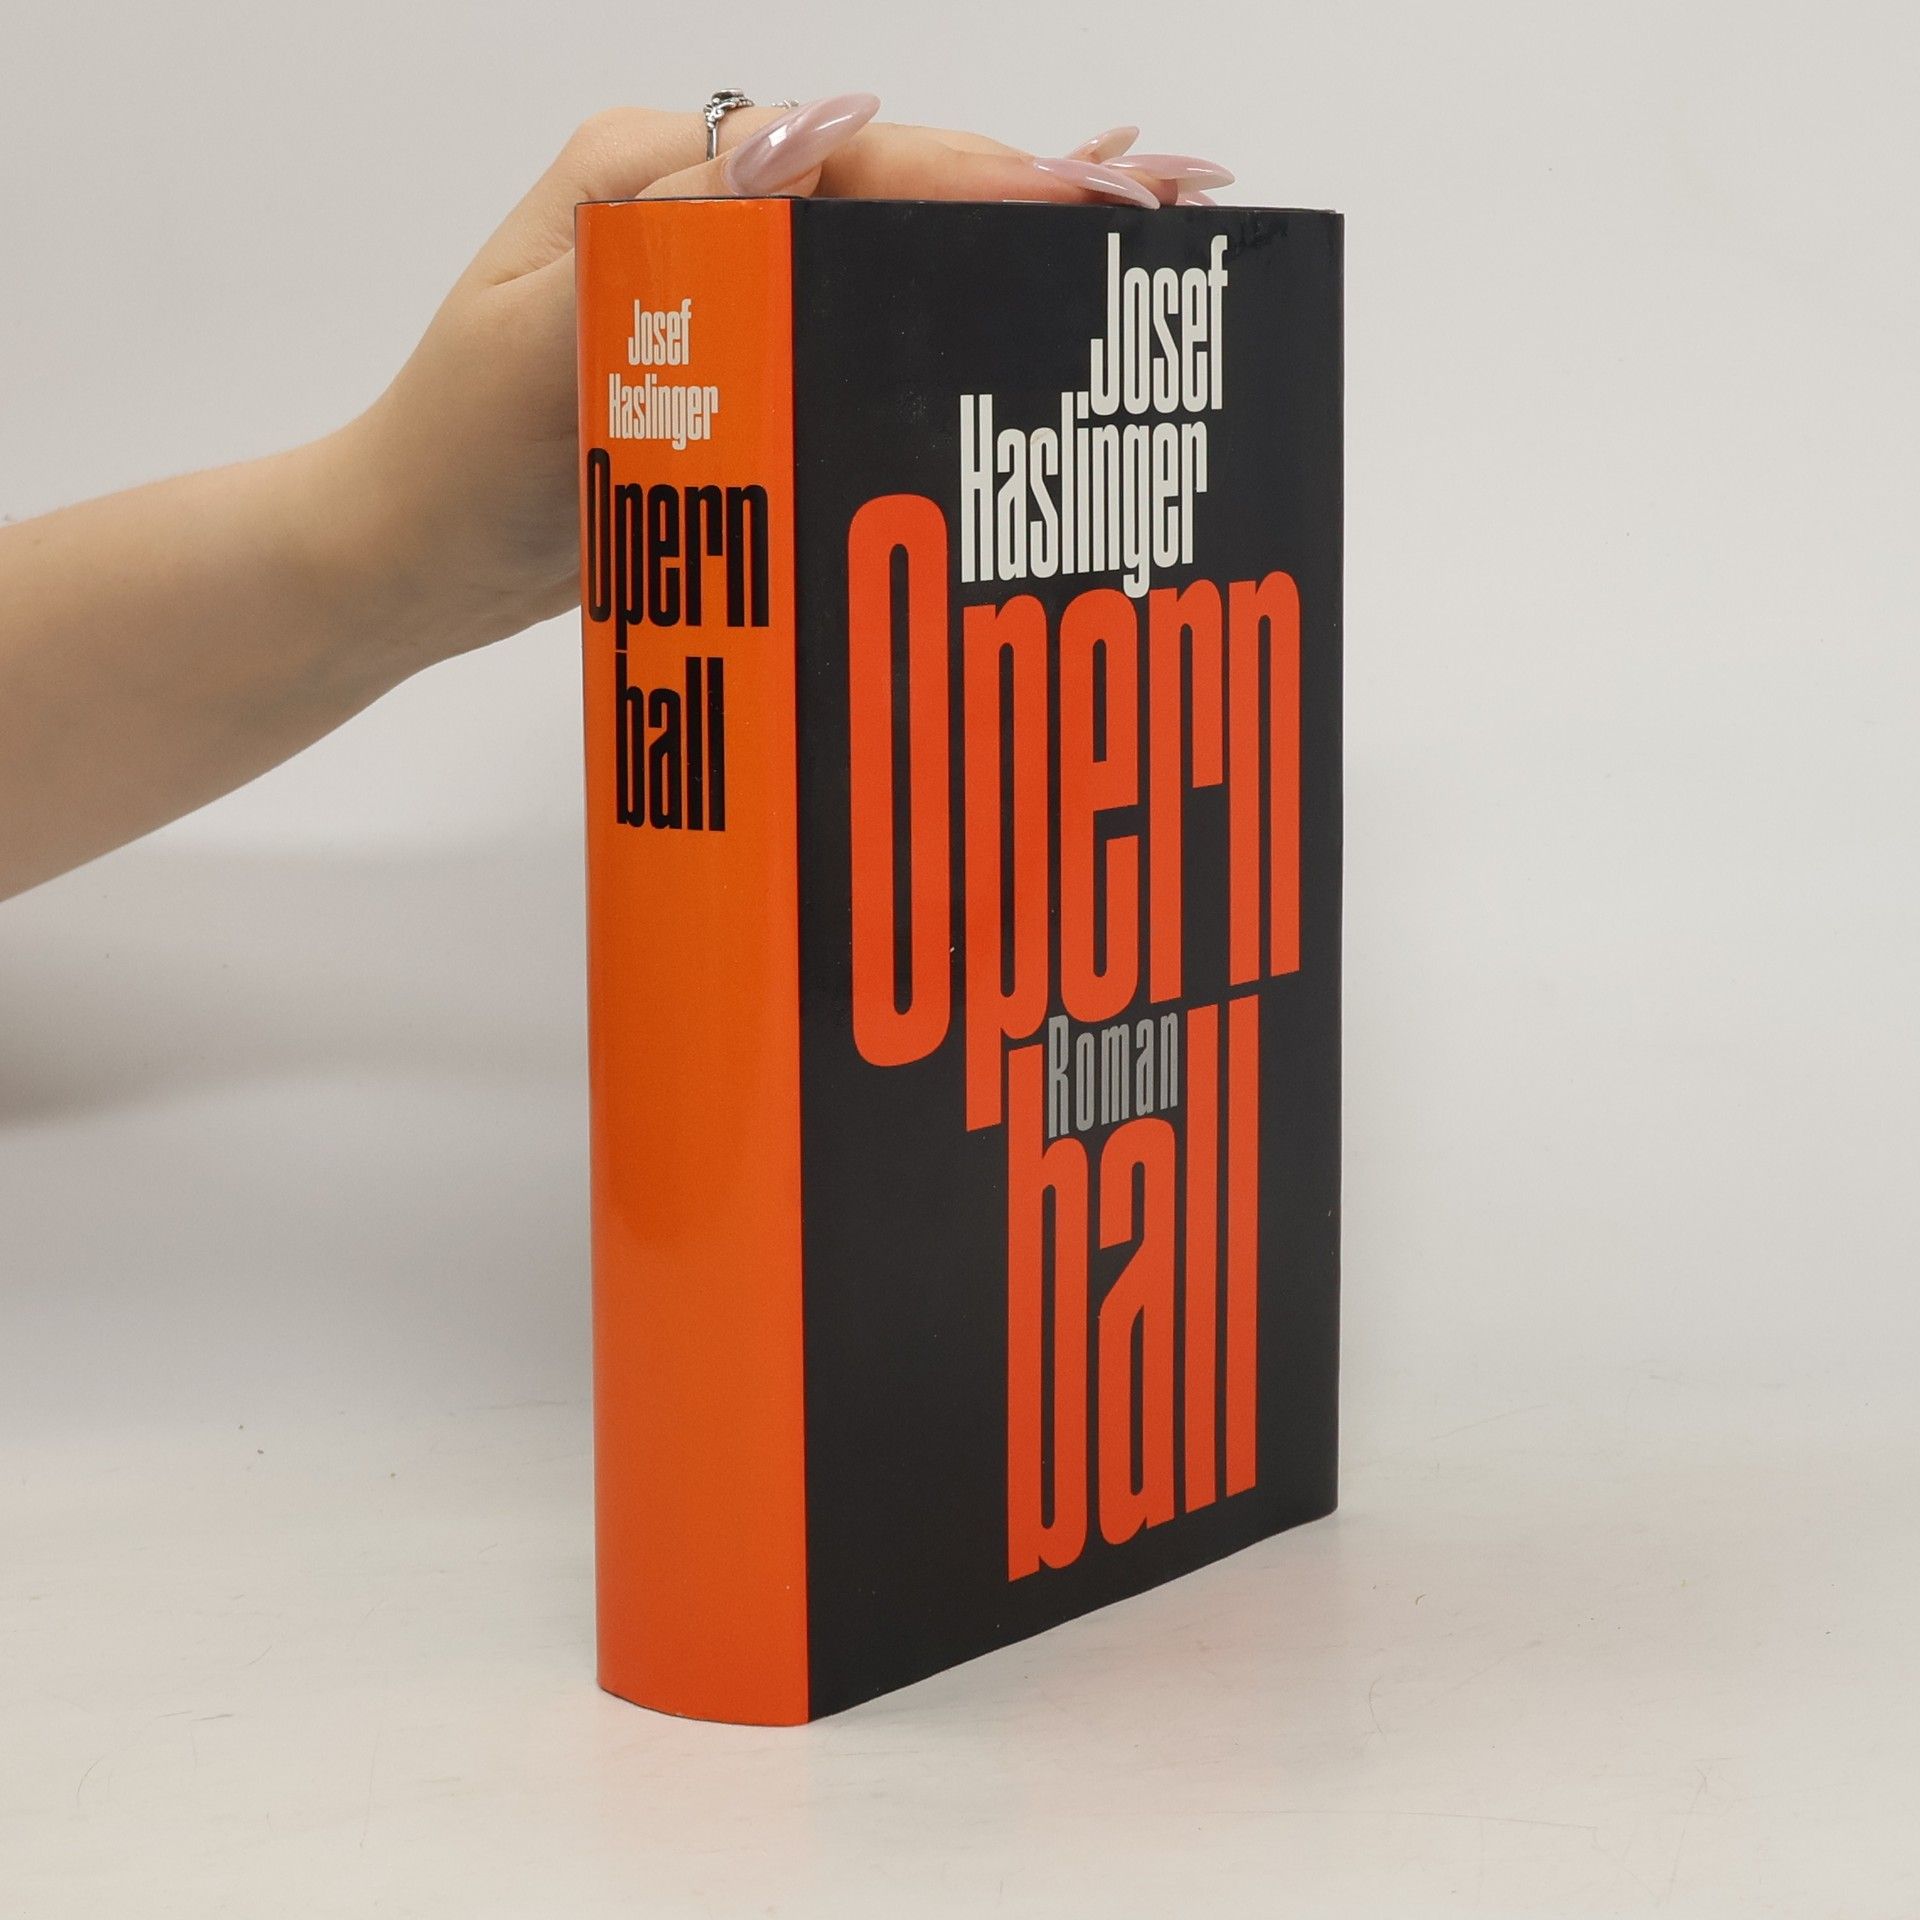 Josef
Haslinger
Opern
ball
Josef
Haslinger
Opern
Roman
ball